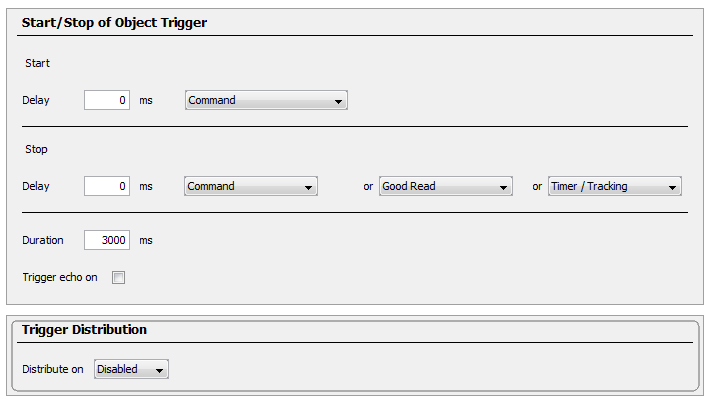 Start/Stop of Object Trigger
Start
Delay 0 ms Command
Stop
Delay 0 ms Command or Good Read or Timer / Tracking
Duration 3000 ms
Trigger echo on
Trigger Distribution
Distribute on Disabled